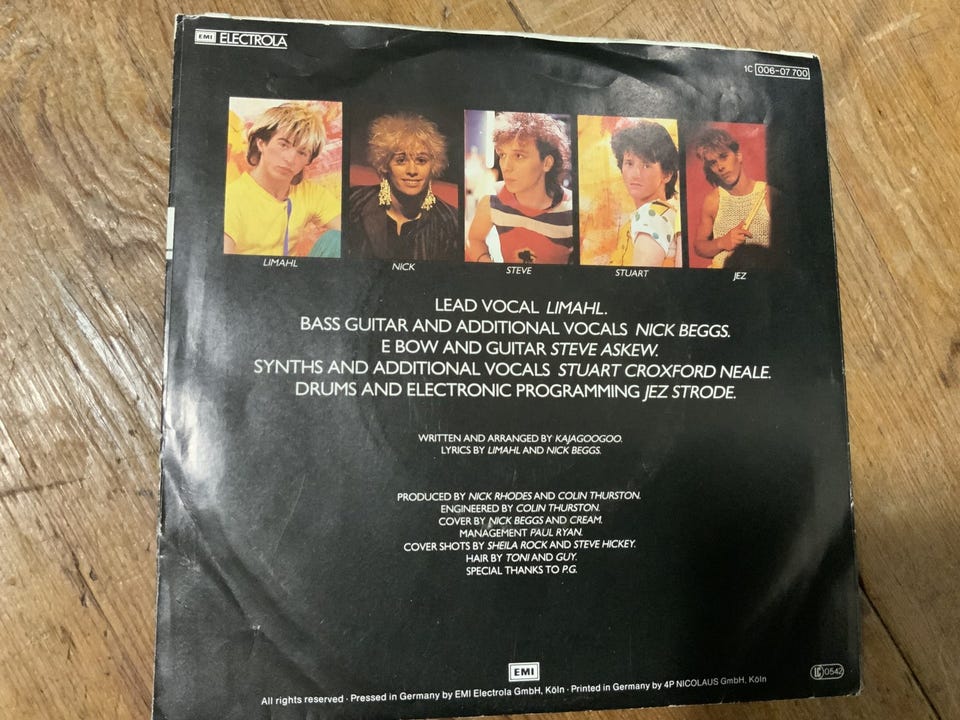 EMI ELECTROLA
1C 006-07 700
LIMAHL
NICK
STEVE
STUART
JEZ
LEAD VOCAL LIMAHL.
BASS GUITAR AND ADDITIONAL VOCALS NICK BEGGS.
E BOW AND GUITAR STEVE ASKEW.
SYNTHS AND ADDITIONAL VOCALS STUART CROXFORD NEALE.
DRUMS AND ELECTRONIC PROGRAMMING JEZ STRODE.
WRITTEN AND ARRANGED BY KAJAGOOGOO.
LYRICS BY LIMAHL AND NICK BEGGS.
PRODUCED BY NICK RHODES AND COLIN THURSTON.
ENGINEERED BY COLIN THURSTON.
COVER BY NICK BEGGS AND CREAM.
MANAGEMENT PAUL RYAN.
COVER SHOTS BY SHEILA ROCK AND STEVE HICKEY.
HAIR BY TONI AND GUY.
SPECIAL THANKS TO P.G.
EMI
LC 0542
All rights reserved · Pressed in Germany by EMI Electrola GmbH, Köln · Printed in Germany by 4P NICOLAUS GmbH, Köln